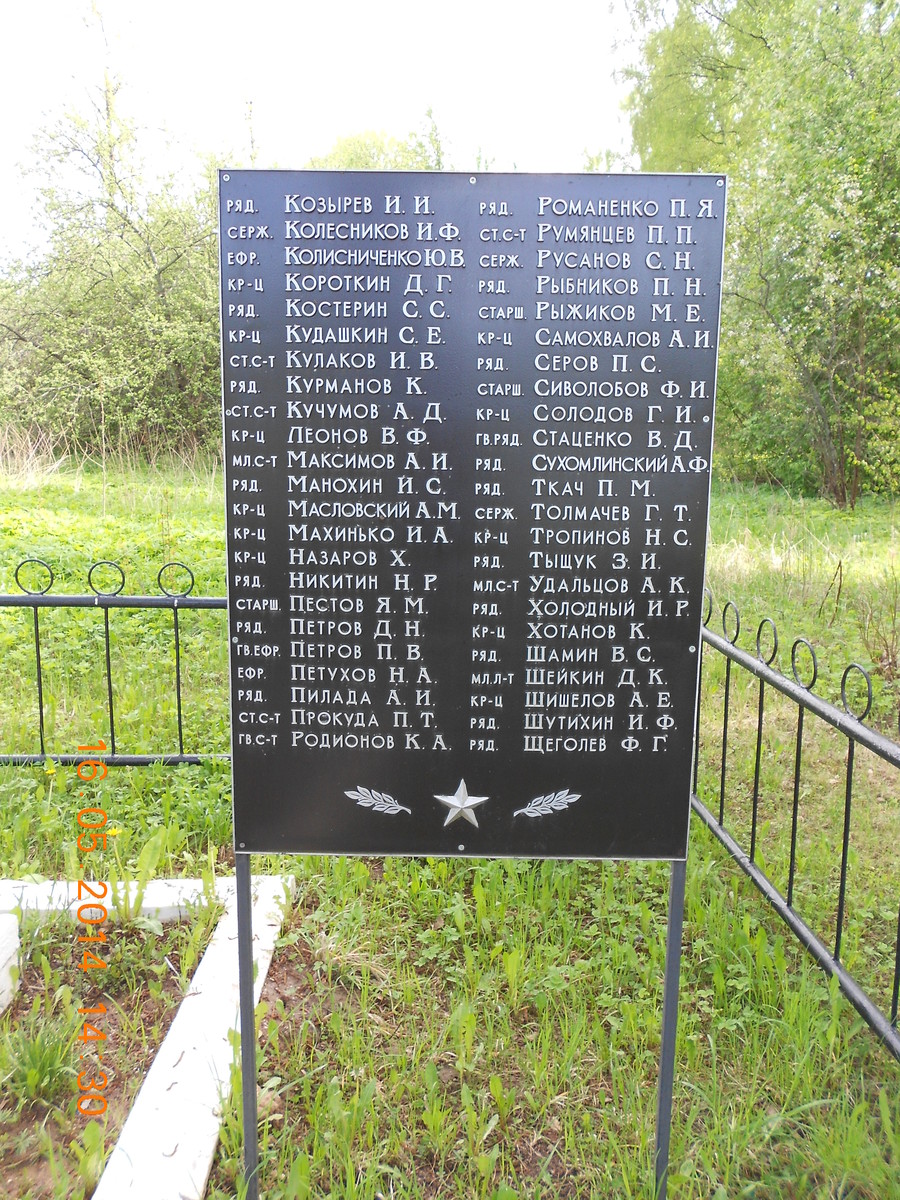 РЯД. КОЗЫРЕВ И. И.
СЕРЖ. КОЛЕСНИКОВ И.Ф.
ЕФР. КОЛИСНИЧЕНКО Ю.В.
КР-Ц КОРОТКИН Д. Г.
РЯД. КОСТЕРИН С. С.
КР-Ц КУДАШКИН С. Е.
СТ.С-Т КУЛАКОВ И. В.
РЯД. КУРМАНОВ К.
СТ.С-Т КУЧУМОВ А. Д.
КР-Ц ЛЕОНОВ В. Ф.
МЛ.С-Т МАКСИМОВ А. И.
РЯД. МАНОХИН И. С.
КР-Ц МАСЛОВСКИЙ А.М.
КР-Ц МАХИНЬКО И. А.
КР-Ц НАЗАРОВ Х.
РЯД. НИКИТИН Н. Р.
СТАРШ. ПЕСТОВ Я. М.
РЯД. ПЕТРОВ Д. Н.
ГВ.ЕФР. ПЕТРОВ П. В.
ЕФР. ПЕТУХОВ Н. А.
РЯД. ПИЛАДА А. И.
СТ.С-Т ПРОКУДА П. Т.
ГВ.С-Т РОДИОНОВ К. А.
РЯД. РОМАНЕНКО П. Я.
СТ.С-Т РУМЯНЦЕВ П. П.
СЕРЖ. РУСАНОВ С. Н.
РЯД. РЫБНИКОВ П. Н.
СТАРШ. РЫЖИКОВ М. Е.
КР-Ц САМОХВАЛОВ А. И.
РЯД. СЕРОВ П. С.
СТАРШ. СИВОЛОБОВ Ф. И.
КР-Ц СОЛОДОВ Г. И.
ГВ.РЯД. СТАЦЕНКО В. Д.
РЯД. СУХОМЛИНСКИЙ А.Ф.
РЯД. ТКАЧ П. М.
СЕРЖ. ТОЛМАЧЕВ Г. Т.
КР-Ц ТРОПИНОВ Н. С.
РЯД. ТЫЩУК З. И.
МЛ.С-Т УДАЛЬЦОВ А. К.
РЯД. ХОЛОДНЫЙ И. Р.
КР-Ц ХОТАНОВ К.
РЯД. ШАМИН В. С.
МЛ.Л-Т ШЕЙКИН Д. К.
КР-Ц ШИШЕЛОВ А. Е.
РЯД. ШУТИХИН И. Ф.
РЯД. ЩЕГОЛЕВ Ф. Г.
16.05.2014 14:30